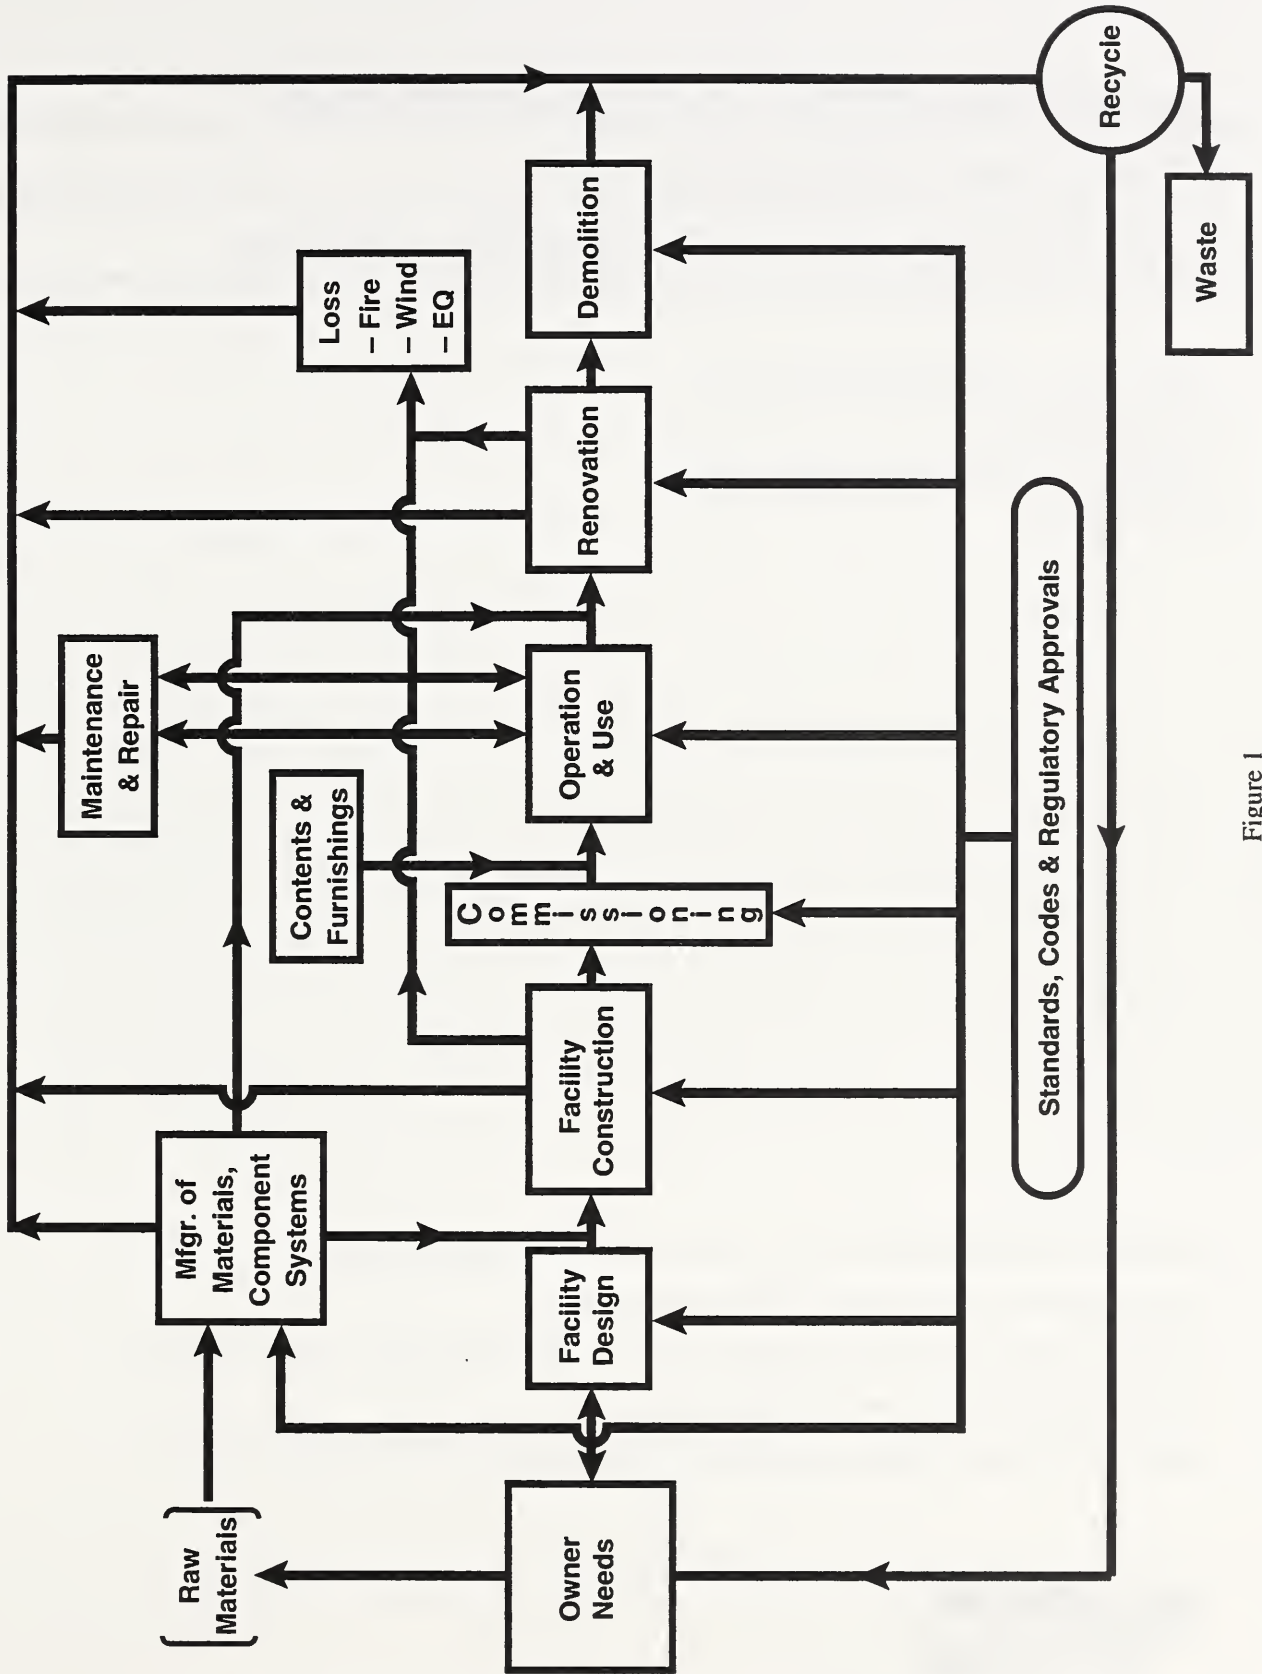 Raw
Materials
Mfgr. of
Materials,
Component
Systems
Maintenance
& Repair
Contents &
Furnishings
Loss
– Fire
– Wind
– EQ
Owner
Needs
Facility
Design
Facility
Construction
Commissioning
Operation
& Use
Renovation
Demolition
Standards, Codes & Regulatory Approvals
Recycle
Waste
Figure 1